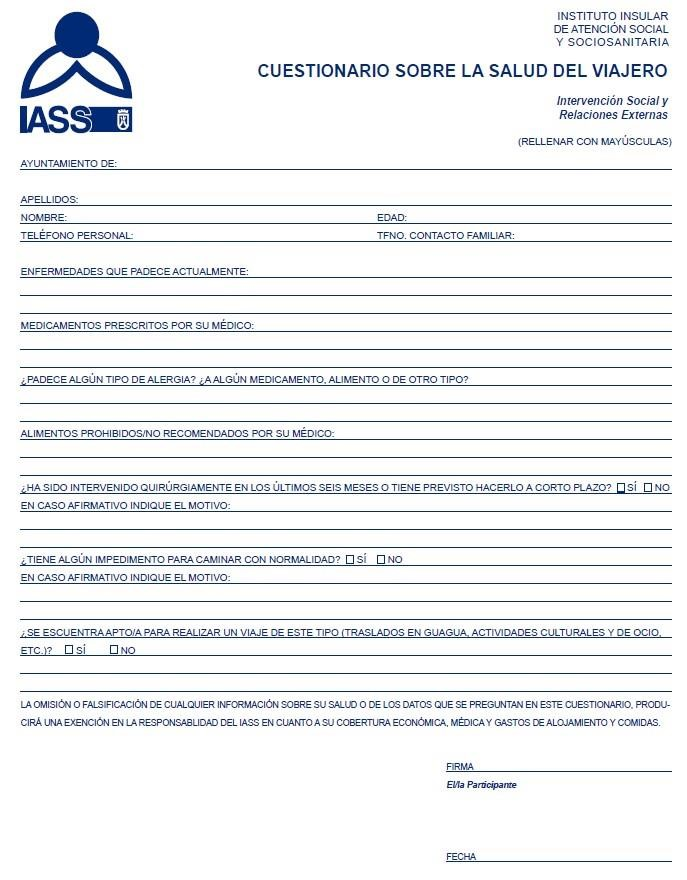 IASS
INSTITUTO INSULAR
DE ATENCIÓN SOCIAL
Y SOCIOSANITARIA
CUESTIONARIO SOBRE LA SALUD DEL VIAJERO
Intervención Social y
Relaciones Externas
(RELLENAR CON MAYÚSCULAS)
AYUNTAMIENTO DE:
APELLIDOS:
NOMBRE: EDAD:
TELÉFONO PERSONAL: TFNO. CONTACTO FAMILIAR:
ENFERMEDADES QUE PADECE ACTUALMENTE:
MEDICAMENTOS PRESCRITOS POR SU MÉDICO:
¿PADECE ALGÚN TIPO DE ALERGIA? ¿A ALGÚN MEDICAMENTO, ALIMENTO O DE OTRO TIPO?
ALIMENTOS PROHIBIDOS/NO RECOMENDADOS POR SU MÉDICO:
¿HA SIDO INTERVENIDO QUIRÚRGIAMENTE EN LOS ÚLTIMOS SEIS MESES O TIENE PREVISTO HACERLO A CORTO PLAZO? SÍ NO
EN CASO AFIRMATIVO INDIQUE EL MOTIVO:
¿TIENE ALGÚN IMPEDIMENTO PARA CAMINAR CON NORMALIDAD? SÍ NO
EN CASO AFIRMATIVO INDIQUE EL MOTIVO:
¿SE ENCUENTRA APTO/A PARA REALIZAR UN VIAJE DE ESTE TIPO (TRASLADOS EN GUAGUA, ACTIVIDADES CULTURALES Y DE OCIO,
ETC.)? SÍ NO
LA OMISIÓN O FALSIFICACIÓN DE CUALQUIER INFORMACIÓN SOBRE SU SALUD O DE LOS DATOS QUE SE PREGUNTAN EN ESTE CUESTIONARIO, PRODU-
CIRÁ UNA EXENCIÓN EN LA RESPONSABLIDAD DEL IASS EN CUANTO A SU COBERTURA ECONÓMICA, MÉDICA Y GASTOS DE ALOJAMIENTO Y COMIDAS.
FIRMA
El/la Participante
FECHA